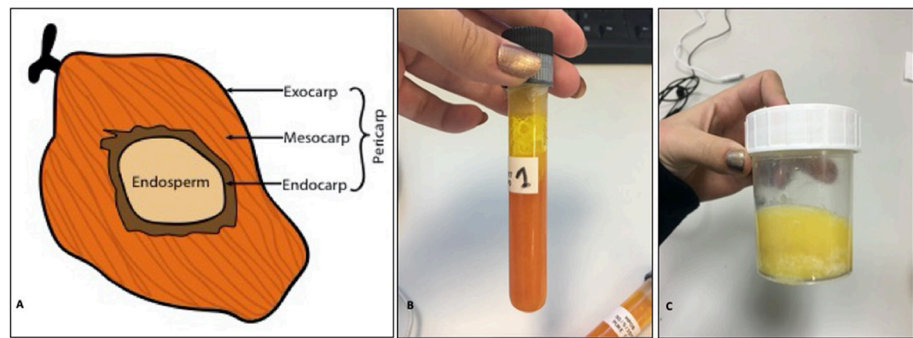 Exocarp
Mesocarp
Endosperm
Endocarp
Pericarp
A
1
B
C